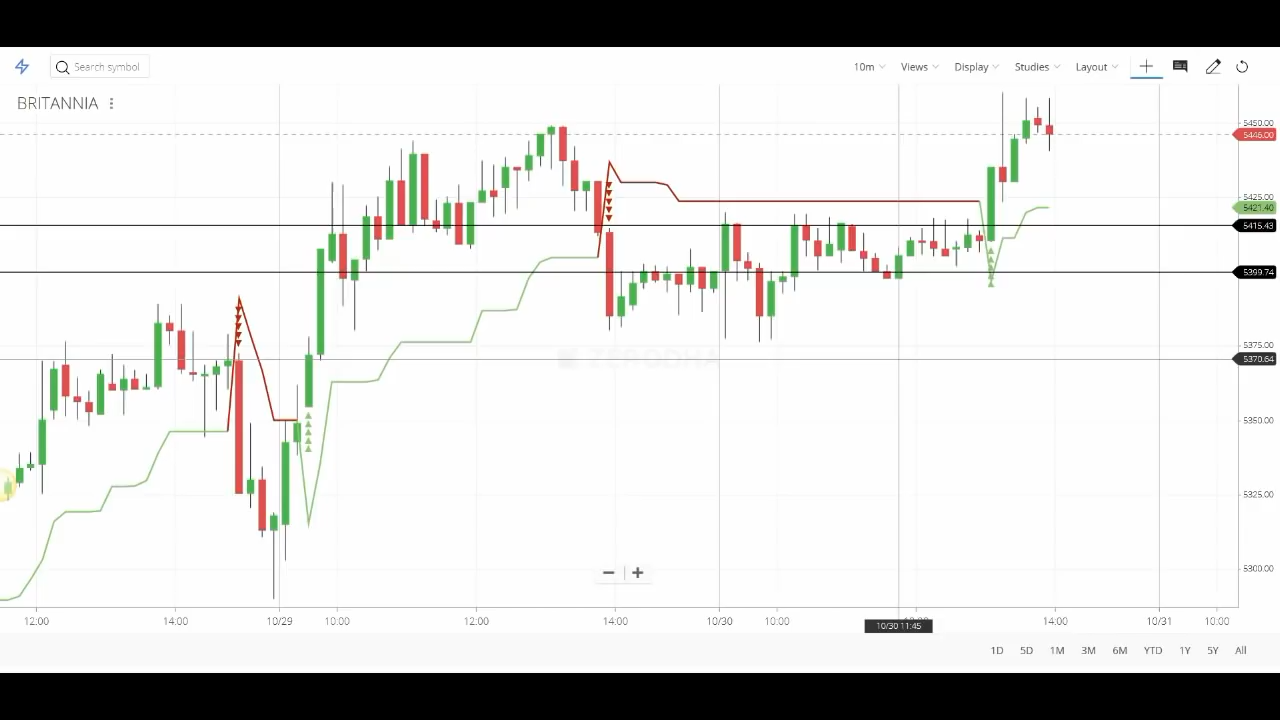 Search symbol 10m Views Display Studies Layout
BRITANNIA
5450.00
5446.00
5425.00
5421.40
5415.43
5399.74
ZERODHA
5375.00
5370.64
5350.00
5325.00
5300.00
12:00 14:00 10/29 10:00 12:00 14:00 10/30 10:00 14:00 10/31 10:00
10/30 11:45
1D 5D 1M 3M 6M YTD 1Y 5Y All